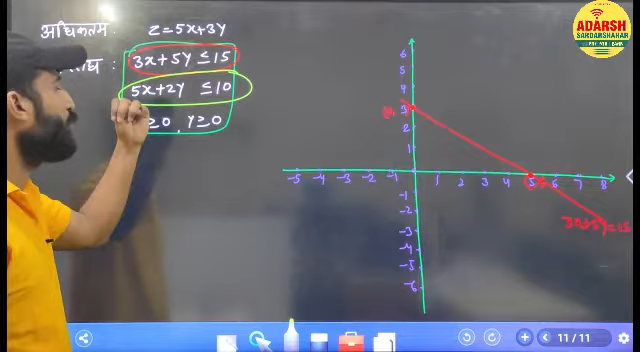 अधिकतम: Z = 5x+3y
3x+5y ≤ 15
5x+2y ≤ 10
≥0, y≥0
6
5
4
3
2
1
-5 -4 -3 -2 -1 1 2 3 4 5 6 7 8
-1
-2
-3
-4
-5
-6
3x+5y=15
ADARSH
SARDARSHAHAR
11 / 11